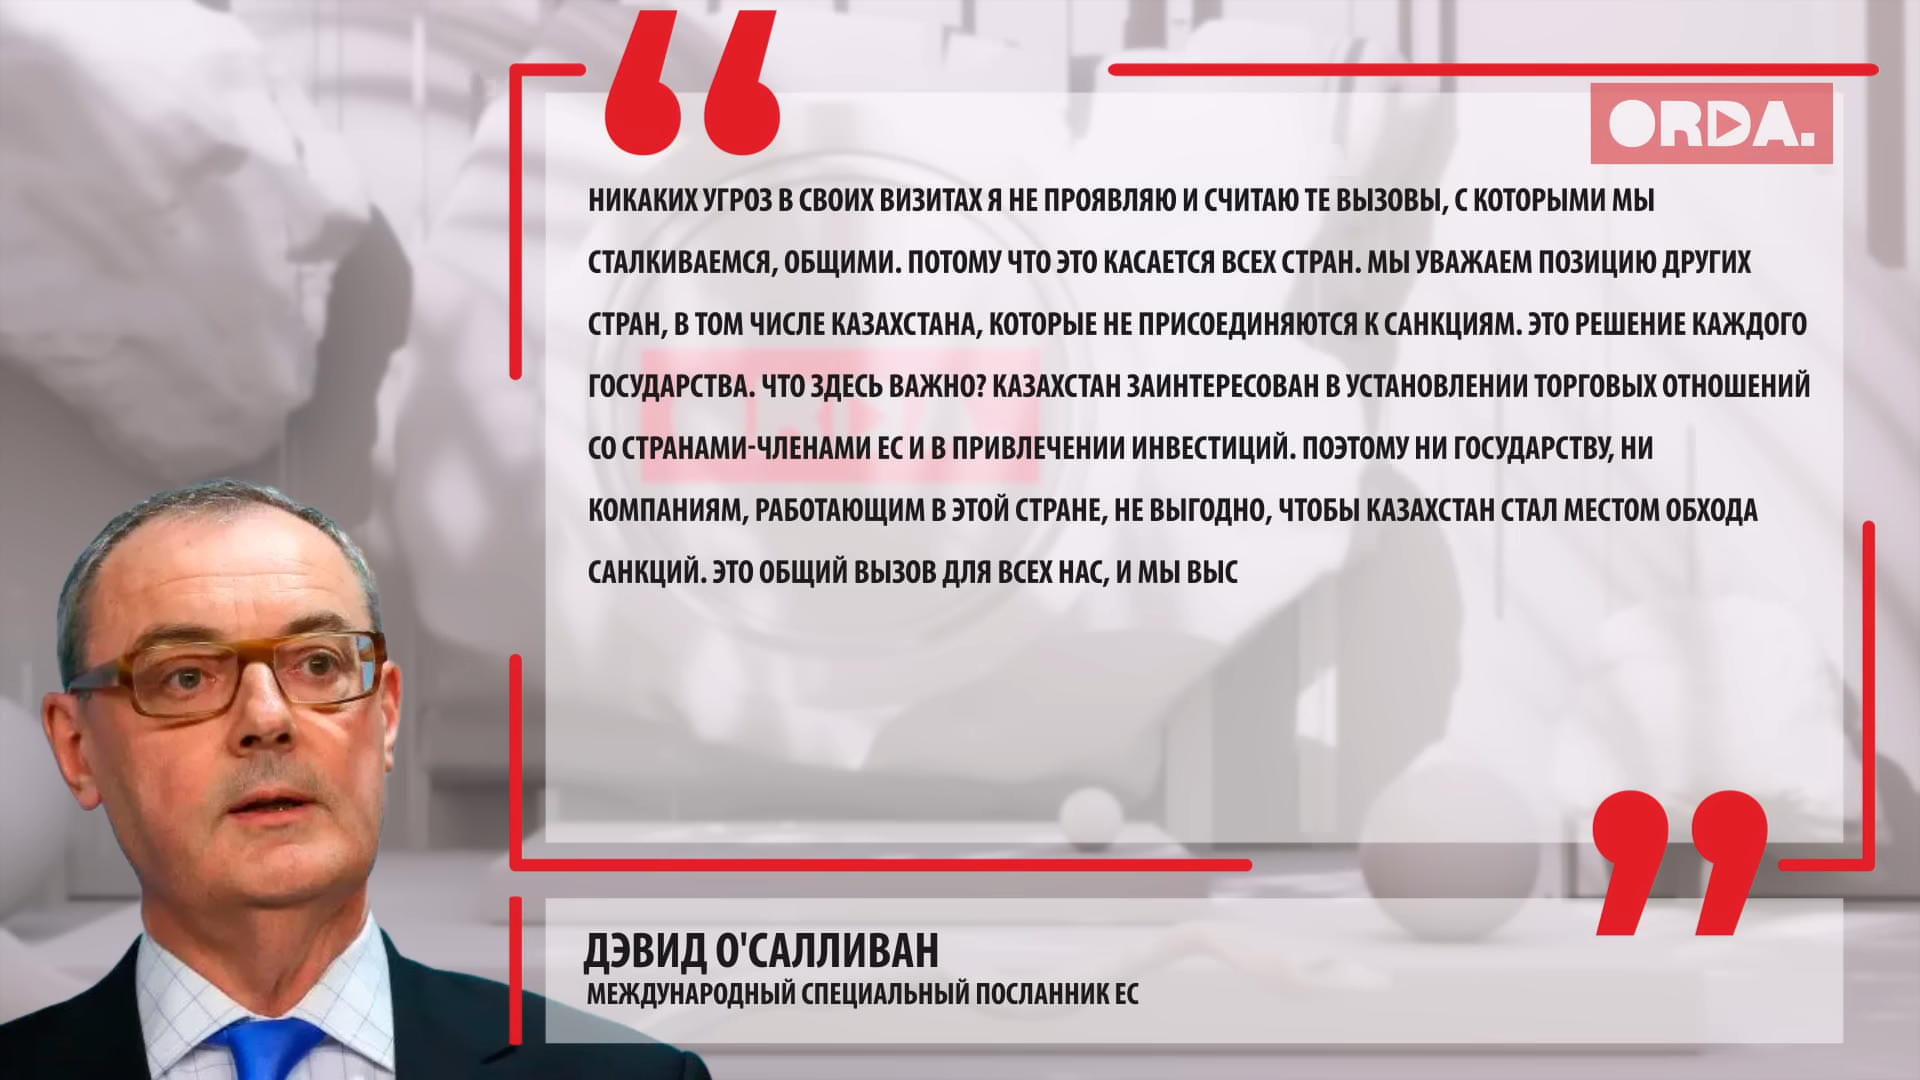 ORDA.
НИКАКИХ УГРОЗ В СВОИХ ВИЗИТАХ Я НЕ ПРОЯВЛЯЮ И СЧИТАЮ ТЕ ВЫЗОВЫ, С КОТОРЫМИ МЫ
СТАЛКИВАЕМСЯ, ОБЩИМИ. ПОТОМУ ЧТО ЭТО КАСАЕТСЯ ВСЕХ СТРАН. МЫ УВАЖАЕМ ПОЗИЦИЮ ДРУГИХ
СТРАН, В ТОМ ЧИСЛЕ КАЗАХСТАНА, КОТОРЫЕ НЕ ПРИСОЕДИНЯЮТСЯ К САНКЦИЯМ. ЭТО РЕШЕНИЕ КАЖДОГО
ГОСУДАРСТВА. ЧТО ЗДЕСЬ ВАЖНО? КАЗАХСТАН ЗАИНТЕРЕСОВАН В УСТАНОВЛЕНИИ ТОРГОВЫХ ОТНОШЕНИЙ
СО СТРАНАМИ-ЧЛЕНАМИ ЕС И В ПРИВЛЕЧЕНИИ ИНВЕСТИЦИЙ. ПОЭТОМУ НИ ГОСУДАРСТВУ, НИ
КОМПАНИЯМ, РАБОТАЮЩИМ В ЭТОЙ СТРАНЕ, НЕ ВЫГОДНО, ЧТОБЫ КАЗАХСТАН СТАЛ МЕСТОМ ОБХОДА
САНКЦИЙ. ЭТО ОБЩИЙ ВЫЗОВ ДЛЯ ВСЕХ НАС, И МЫ ВЫС
ДЭВИД О'САЛЛИВАН
МЕЖДУНАРОДНЫЙ СПЕЦИАЛЬНЫЙ ПОСЛАННИК ЕС